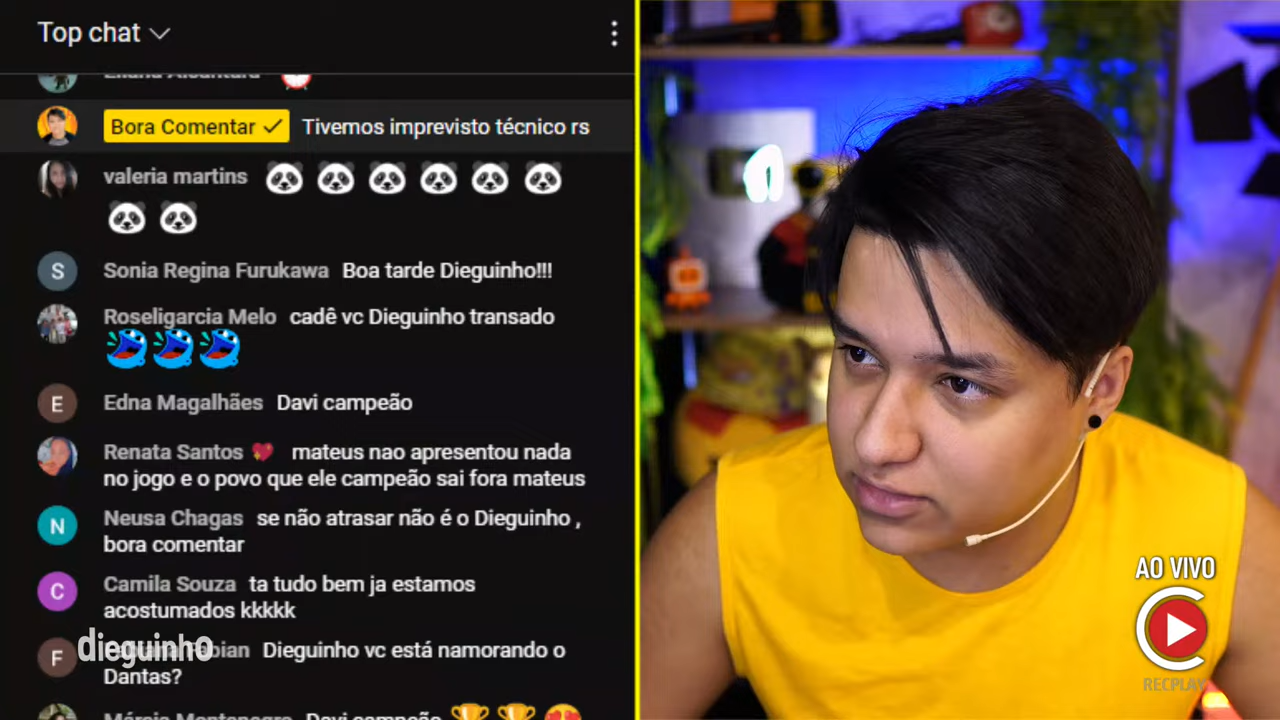 Top chat
Bora Comentar Tivemos imprevisto técnico rs
valeria martins
S Sonia Regina Furukawa Boa tarde Dieguinho!!!
Roseligarcia Melo cadê vc Dieguinho transado
E Edna Magalhães Davi campeão
Renata Santos mateus nao apresentou nada
no jogo e o povo que ele campeão sai fora mateus
N Neusa Chagas se não atrasar não é o Dieguinho ,
bora comentar
C Camila Souza ta tudo bem ja estamos
acostumados kkkkk
F Fabian Dieguinho vc está namorando o
dieguinho
Dantas?
Márcia Montenegro Davi campeão
AO VIVO
RECPLAY